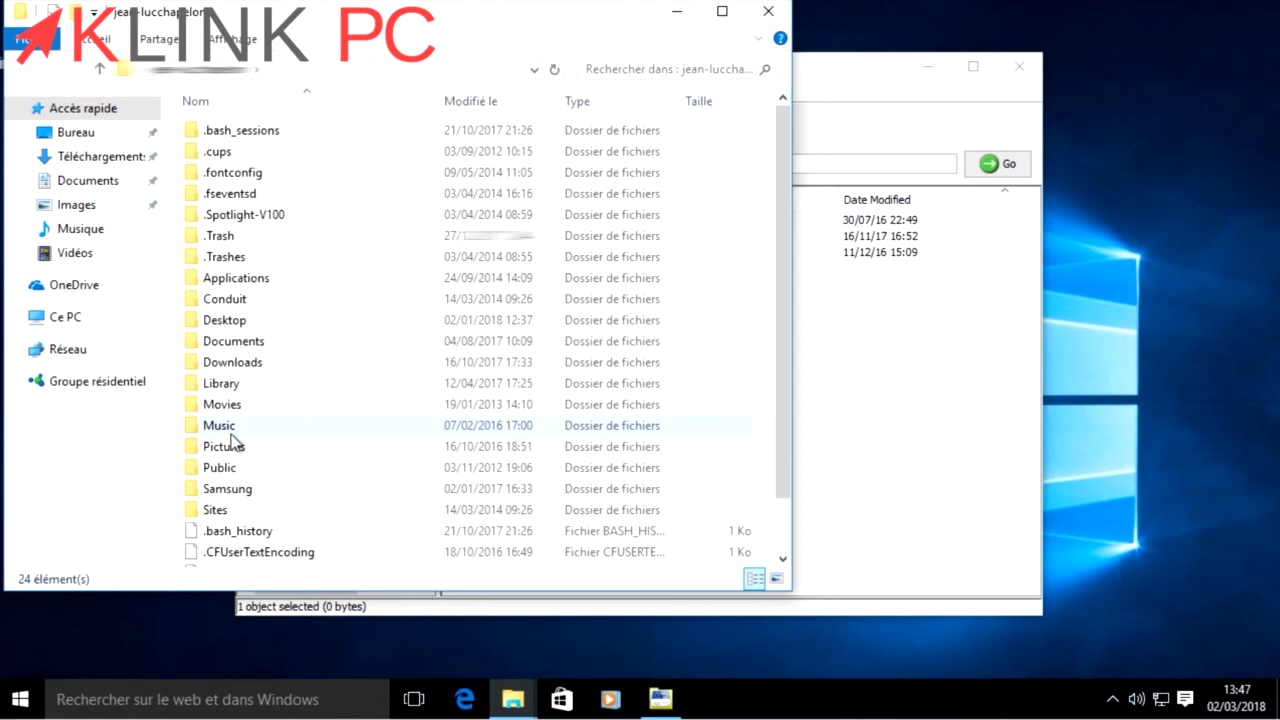 jean-lucchapelon
KLINK PC
Partage
Affichage
Rechercher dans : jean-luccha...
Accès rapide
Bureau
Téléchargements
Documents
Images
Musique
Vidéos
OneDrive
Ce PC
Réseau
Groupe résidentiel
Nom Modifié le Type Taille
.bash_sessions 21/10/2017 21:26 Dossier de fichiers
.cups 03/09/2012 10:15 Dossier de fichiers
.fontconfig 09/05/2014 11:05 Dossier de fichiers
.fseventsd 03/04/2014 16:16 Dossier de fichiers
.Spotlight-V100 03/04/2014 08:59 Dossier de fichiers
.Trash 27/ Dossier de fichiers
.Trashes 03/04/2014 08:55 Dossier de fichiers
Applications 24/09/2014 14:09 Dossier de fichiers
Conduit 14/03/2014 09:26 Dossier de fichiers
Desktop 02/01/2018 12:37 Dossier de fichiers
Documents 04/08/2017 10:09 Dossier de fichiers
Downloads 16/10/2017 17:33 Dossier de fichiers
Library 12/04/2017 17:25 Dossier de fichiers
Movies 19/01/2013 14:10 Dossier de fichiers
Music 07/02/2016 17:00 Dossier de fichiers
Pictures 16/10/2016 18:51 Dossier de fichiers
Public 03/11/2012 19:06 Dossier de fichiers
Samsung 02/01/2017 16:33 Dossier de fichiers
Sites 14/03/2014 09:26 Dossier de fichiers
.bash_history 21/10/2017 21:26 Fichier BASH_HIS... 1 Ko
.CFUserTextEncoding 18/10/2016 16:49 Fichier CFUSERTE... 1 Ko
24 élément(s)
Go
Date Modified
30/07/16 22:49
16/11/17 16:52
11/12/16 15:09
1 object selected (0 bytes)
Rechercher sur le web et dans Windows
13:47
02/03/2018